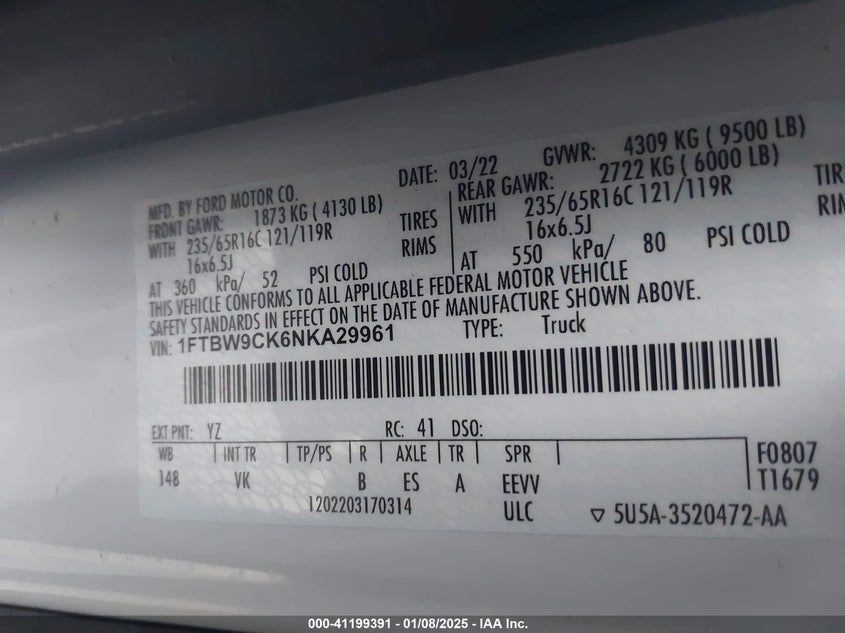 MFD. BY FORD MOTOR CO. DATE: 03/22 GVWR: 4309 KG ( 9500 LB)
FRONT GAWR: 1873 KG ( 4130 LB) REAR GAWR: 2722 KG ( 6000 LB)
WITH 235/65R16C 121/119R TIRES WITH 235/65R16C 121/119R TIR
16x6.5J RIMS 16x6.5J RIM
AT 360 kPa/ 52 PSI COLD AT 550 kPa/ 80 PSI COLD
THIS VEHICLE CONFORMS TO ALL APPLICABLE FEDERAL MOTOR VEHICLE
SAFETY STANDARDS IN EFFECT ON THE DATE OF MANUFACTURE SHOWN ABOVE.
VIN: 1FTBW9CK6NKA29961 TYPE: Truck
EXT PNT: YZ RC: 41 DSO:
WB INT TR TP/PS R AXLE TR SPR F0807
148 VK B ES A EEVV T1679
1202203170314 ULC ▽ 5U5A-3520472-AA
000-41199391 | 01/08/2025 | IAA Inc.